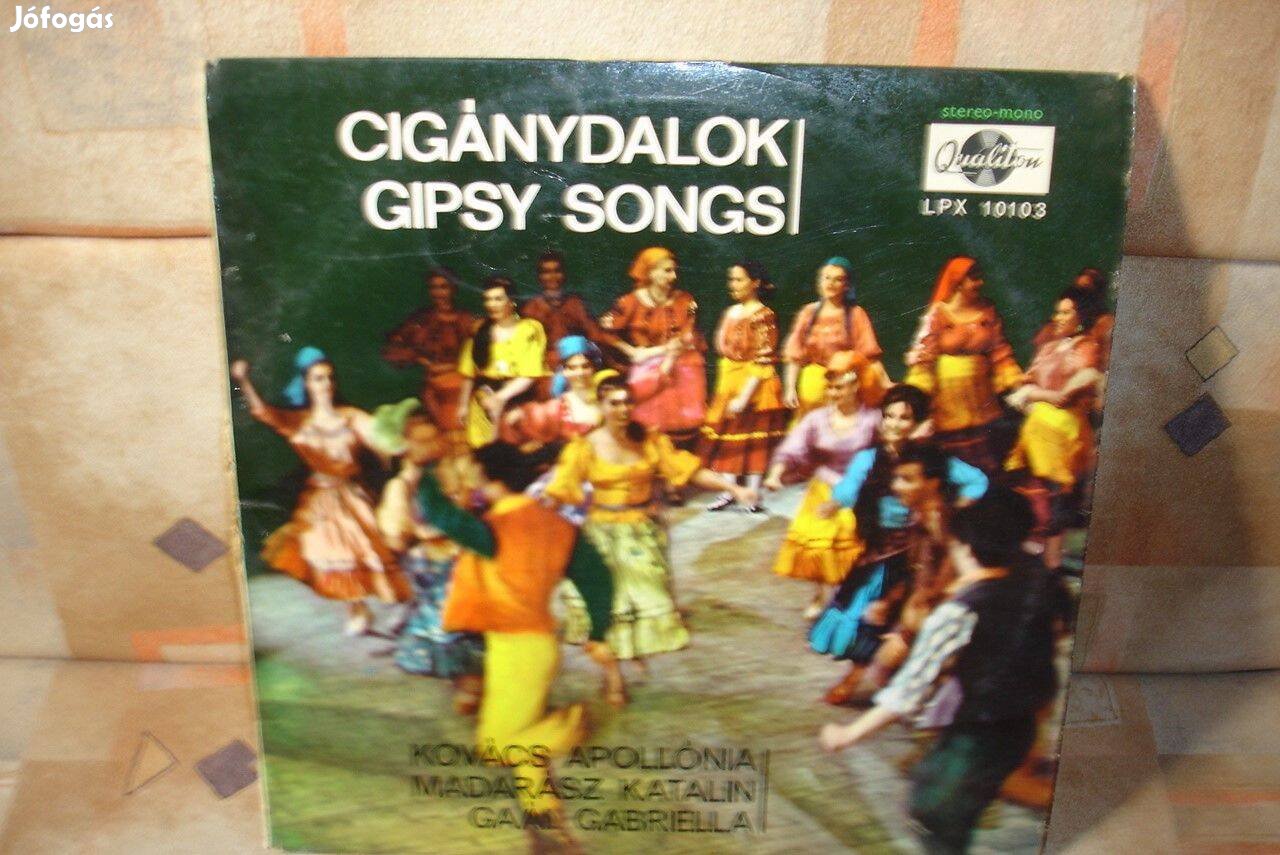 Jófogás
CIGÁNYDALOK
GIPSY SONGS
stereo-mono
Qualiton
LPX 10103
KOVÁCS APOLLÓNIA
MADARÁSZ KATALIN
GAÁL GABRIELLA